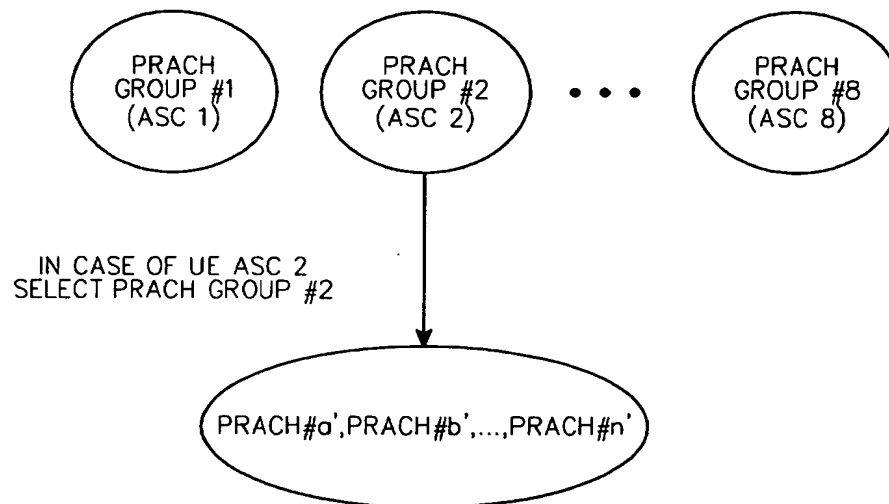 PRACH
GROUP #1
(ASC 1)
PRACH
GROUP #2
(ASC 2)
• • •
PRACH
GROUP #8
(ASC 8)
IN CASE OF UE ASC 2
SELECT PRACH GROUP #2
PRACH#a',PRACH#b',...,PRACH#n'